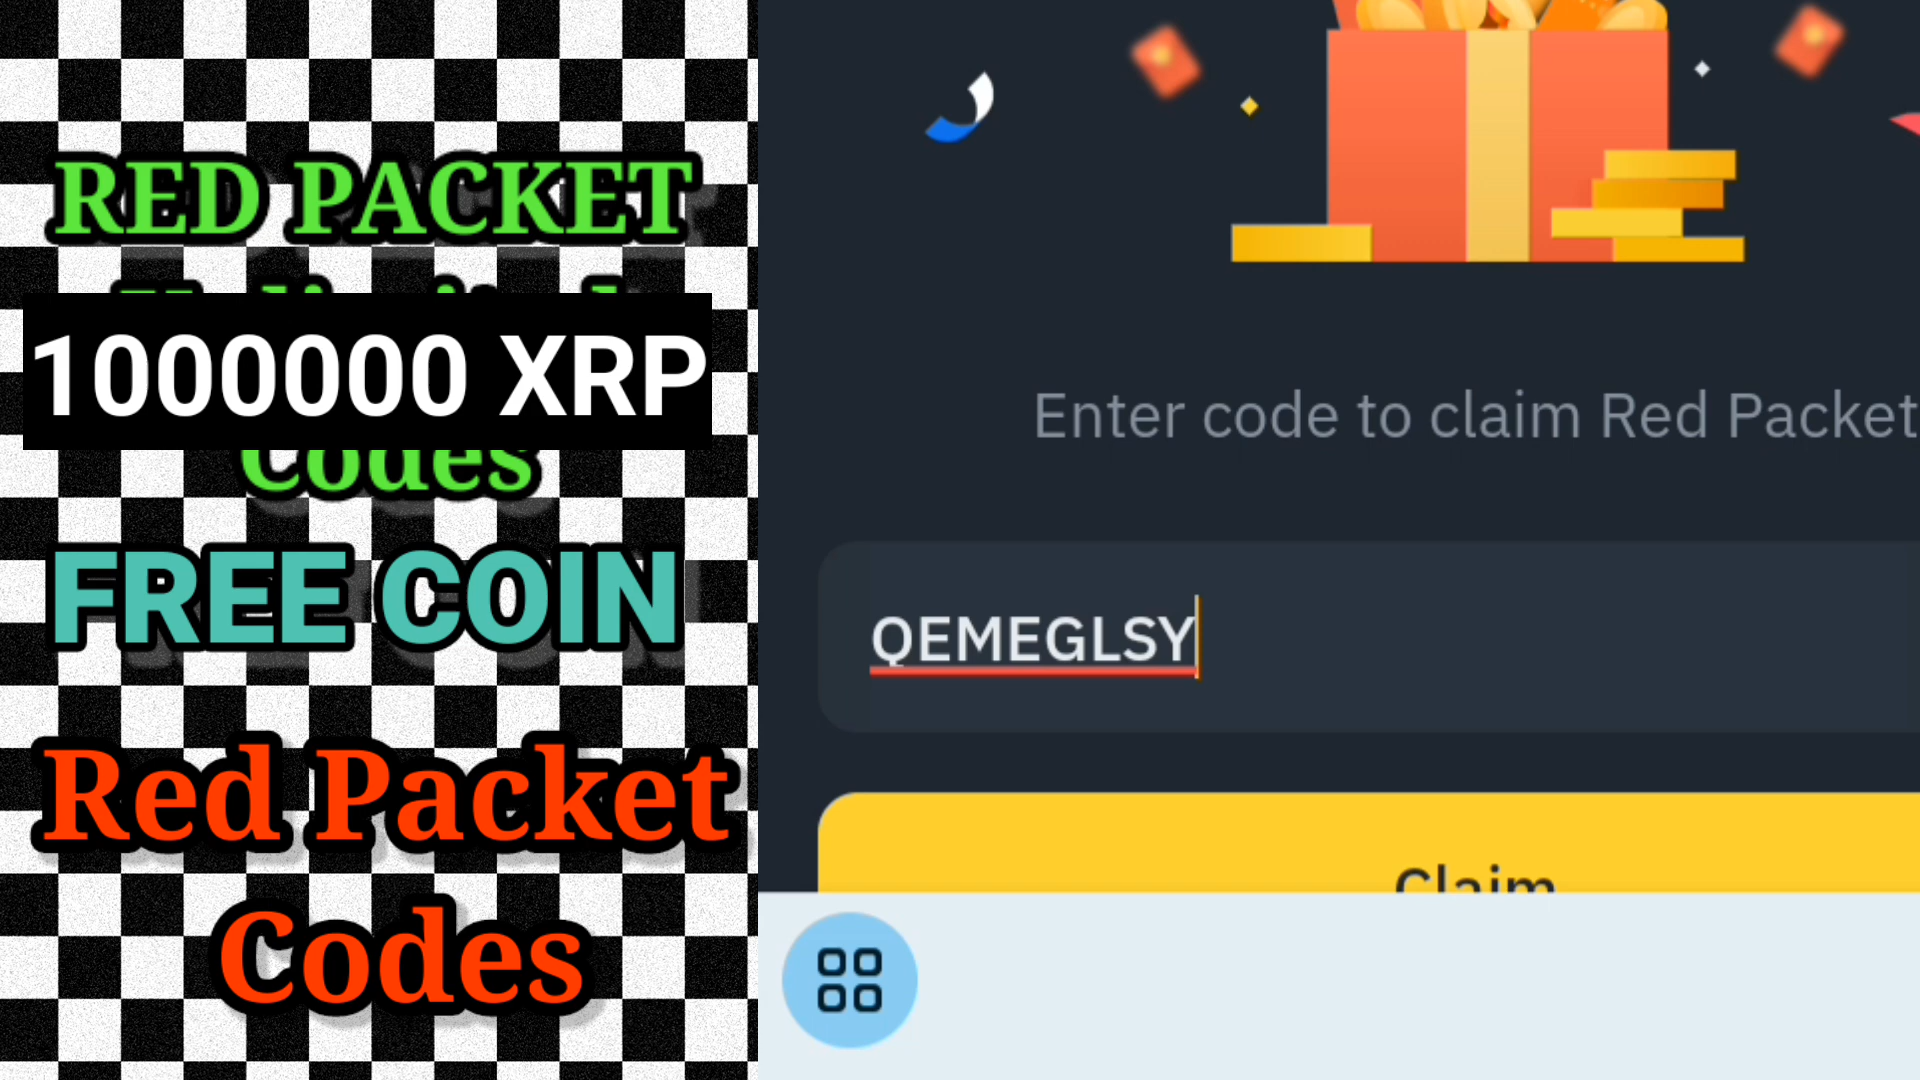 RED PACKET
1000000 XRP
Codes
FREE COIN
Red Packet
Codes
Enter code to claim Red Packet
QEMEGLSY
Claim